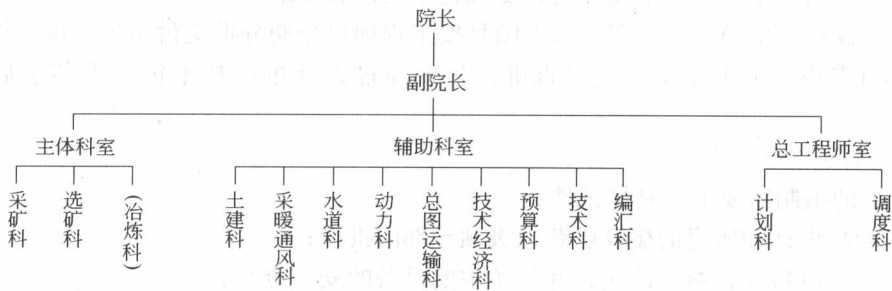 院长
副院长
主体科室
辅助科室
总工程师室
采矿科
选矿科
(冶炼科)
土建科
采暖通风科
水道科
动力科
总图运输科
技术经济科
预算科
技术科
编汇科
计划科
调度科